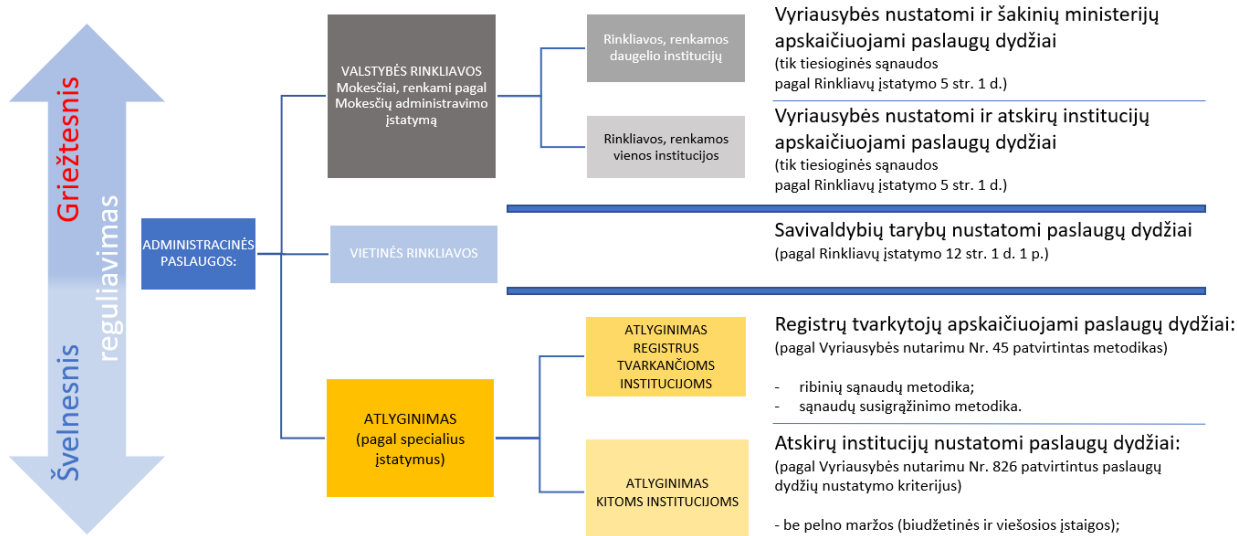 Griežtesnis
reguliavimas
Švelnesnis
ADMINISTRACINĖS
PASLAUGOS:
VALSTYBĖS RINKLIAVOS
Mokesčiai, renkami pagal
Mokesčių administravimo
įstatymą
Rinkliavos, renkamos
daugelio institucijų
Vyriausybės nustatomi ir šakinių ministerijų
apskaičiuojami paslaugų dydžiai
(tik tiesioginės sąnaudos
pagal Rinkliavų įstatymo 5 str. 1 d.)
Rinkliavos, renkamos
vienos institucijos
Vyriausybės nustatomi ir atskirų institucijų
apskaičiuojami paslaugų dydžiai
(tik tiesioginės sąnaudos
pagal Rinkliavų įstatymo 5 str. 1 d.)
VIETINĖS RINKLIAVOS
Savivaldybių tarybų nustatomi paslaugų dydžiai
(pagal Rinkliavų įstatymo 12 str. 1 d. 1 p.)
ATLYGINIMAS
(pagal specialius
įstatymus)
ATLYGINIMAS
REGISTRUS
TVARKANČIOMS
INSTITUCIJOMS
Registrų tvarkytojų apskaičiuojami paslaugų dydžiai:
(pagal Vyriausybės nutarimu Nr. 45 patvirtintas metodikas)
- ribinių sąnaudų metodika;
- sąnaudų susigrąžinimo metodika.
ATLYGINIMAS
KITOMS INSTITUCIJOMS
Atskirų institucijų nustatomi paslaugų dydžiai:
(pagal Vyriausybės nutarimu Nr. 826 patvirtintus paslaugų
dydžių nustatymo kriterijus)
- be pelno maržos (biudžetinės ir viešosios įstaigos);